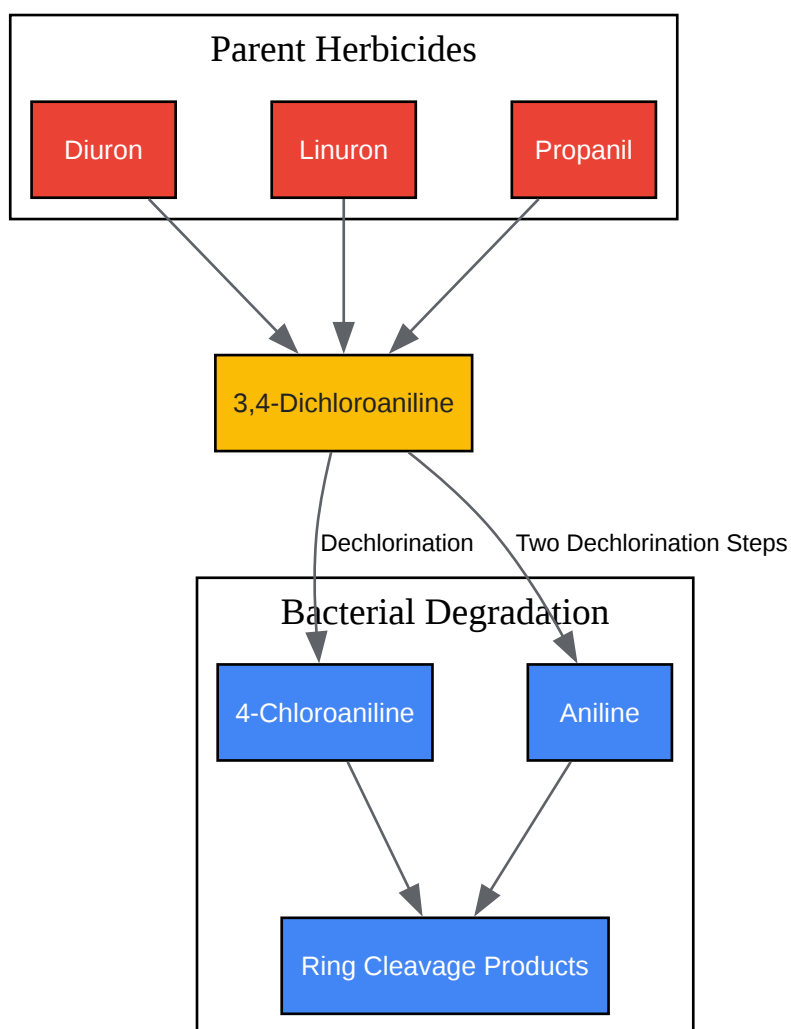 Parent Herbicides
Diuron
Linuron
Propanil
3,4-Dichloroaniline
Dechlorination
Two Dechlorination Steps
Bacterial Degradation
4-Chloroaniline
Aniline
Ring Cleavage Products